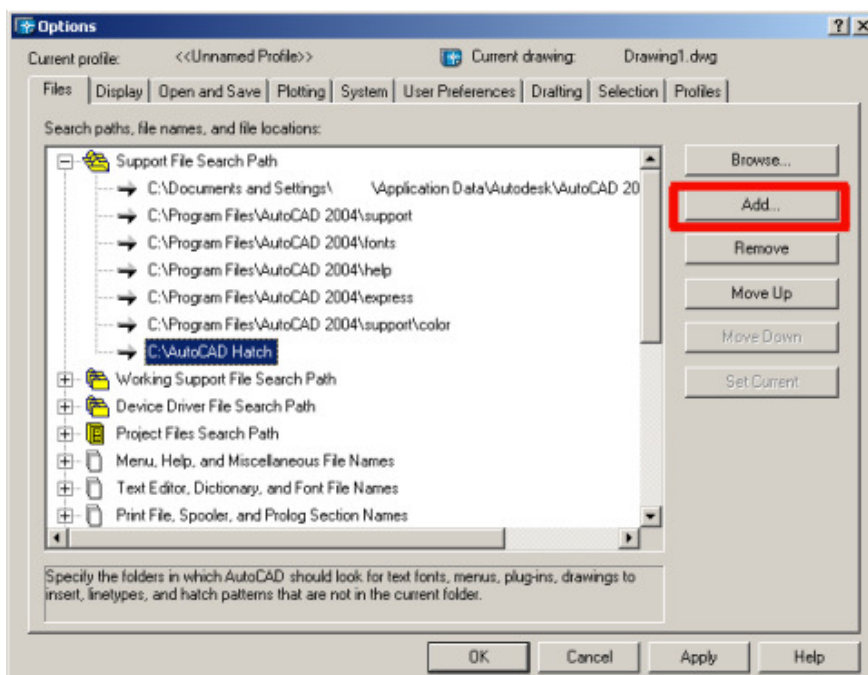 Options
Current profile: <<Unnamed Profile>> Current drawing: Drawing1.dwg
Files Display Open and Save Plotting System User Preferences Drafting Selection Profiles
Search paths, file names, and file locations:
Support File Search Path
C:\Documents and Settings\ \Application Data\Autodesk\AutoCAD 20
C:\Program Files\AutoCAD 2004\support
C:\Program Files\AutoCAD 2004\fonts
C:\Program Files\AutoCAD 2004\help
C:\Program Files\AutoCAD 2004\express
C:\Program Files\AutoCAD 2004\support\color
C:\AutoCAD Hatch
Working Support File Search Path
Device Driver File Search Path
Project Files Search Path
Menu, Help, and Miscellaneous File Names
Text Editor, Dictionary, and Font File Names
Print File, Spooler, and Prolog Section Names
Browse...
Add...
Remove
Move Up
Move Down
Set Current
Specify the folders in which AutoCAD should look for text fonts, menus, plug-ins, drawings to
insert, linetypes, and hatch patterns that are not in the current folder.
OK Cancel Apply Help